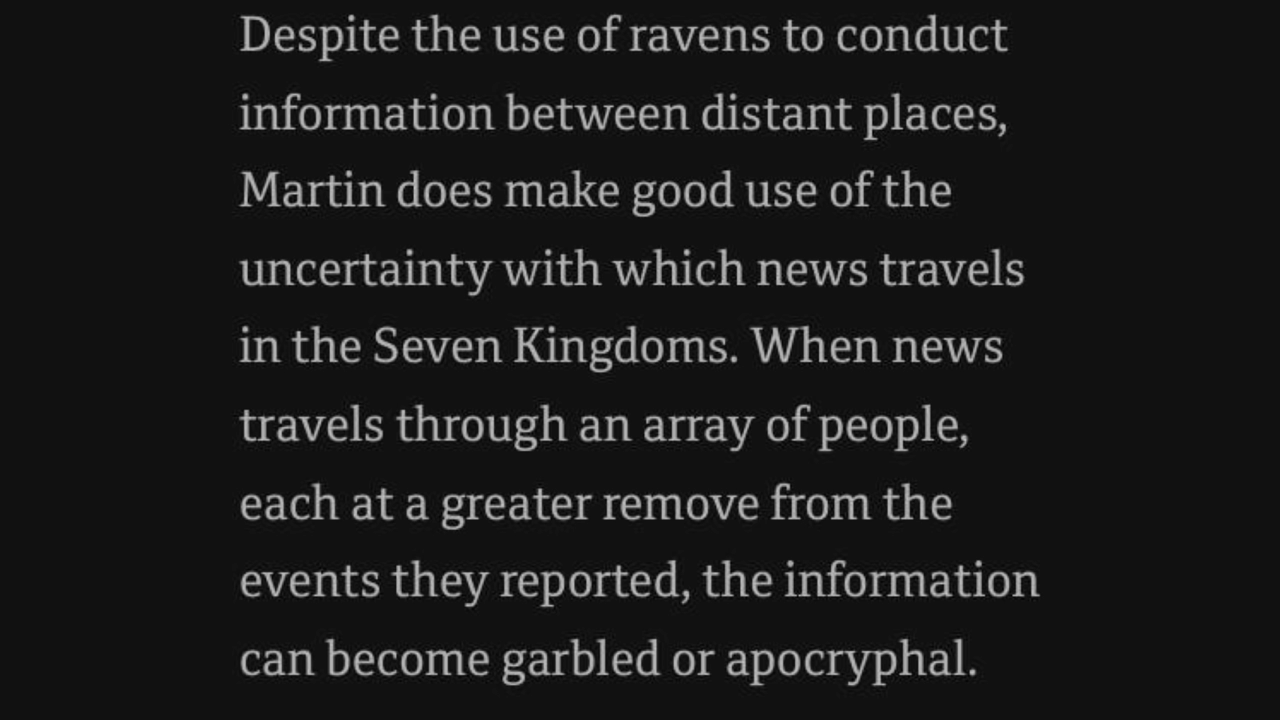 Despite the use of ravens to conduct
information between distant places,
Martin does make good use of the
uncertainty with which news travels
in the Seven Kingdoms. When news
travels through an array of people,
each at a greater remove from the
events they reported, the information
can become garbled or apocryphal.